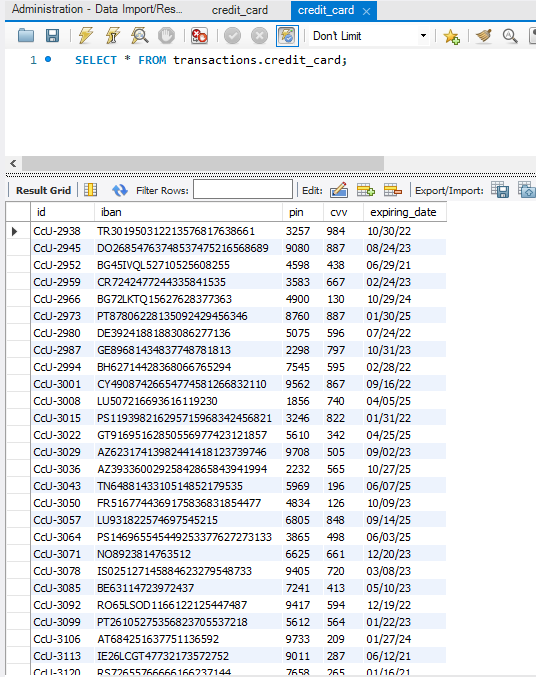 Administration - Data Import/Res... credit_card credit_card ×
Don't Limit
1 SELECT * FROM transactions.credit_card;
Result Grid Filter Rows: Edit: Export/Import:
id iban pin cvv expiring_date
CcU-2938 TR301950312213576817638661 3257 984 10/30/22
CcU-2945 DO26854763748537475216568689 9080 887 08/24/23
CcU-2952 BG45IVQL52710525608255 4598 438 06/29/21
CcU-2959 CR7242477244335841535 3583 667 02/24/23
CcU-2966 BG72LKTQ15627628377363 4900 130 10/29/24
CcU-2973 PT87806228135092429456346 8760 887 01/30/25
CcU-2980 DE39241881883086277136 5075 596 07/24/22
CcU-2987 GE89681434837748781813 2298 797 10/31/23
CcU-2994 BH62714428368066765294 7545 595 02/28/22
CcU-3001 CY49087426654774581266832110 9562 867 09/16/22
CcU-3008 LU507216693616119230 1856 740 04/05/25
CcU-3015 PS119398216295715968342456821 3246 822 01/31/22
CcU-3022 GT91695162850556977423121857 5610 342 04/25/25
CcU-3029 AZ62317413982441418123739746 9708 505 09/02/23
CcU-3036 AZ39336002925842865843941994 2232 565 10/27/25
CcU-3043 TN6488143310514852179535 5969 196 06/07/25
CcU-3050 FR5167744369175836831854477 4834 126 10/09/23
CcU-3057 LU931822574697545215 6805 848 09/14/25
CcU-3064 PS146965545449253377627273133 3865 498 06/03/25
CcU-3071 NO8923814763512 6625 661 12/20/23
CcU-3078 IS025127145884623279548733 9405 720 03/08/23
CcU-3085 BE63114723972437 7241 413 05/10/23
CcU-3092 RO65LSOD1166122125447487 9417 594 12/19/22
CcU-3099 PT26105275356823705537218 5612 564 01/22/23
CcU-3106 AT684251637751136592 9733 209 01/27/24
CcU-3113 IE26LCGT47732173572752 9011 287 06/12/21
CcU-3120 RS72655766666166237144 7658 265 01/16/21